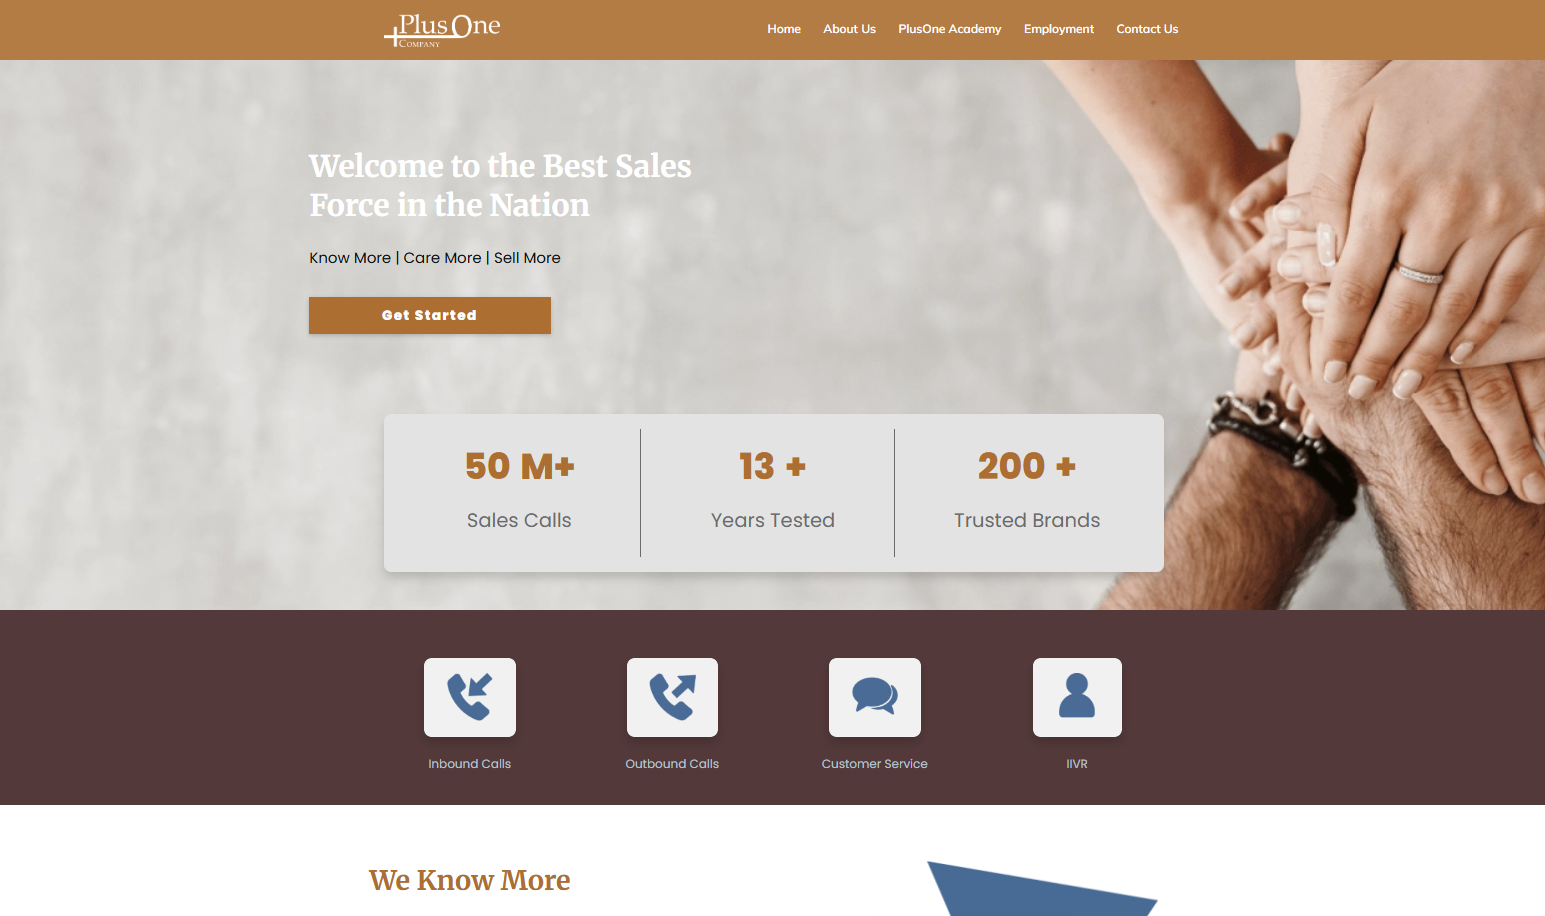 Plus One
Company
Home
About Us
PlusOne Academy
Employment
Contact Us
Welcome to the Best Sales
Force in the Nation
Know More | Care More | Sell More
Get Started
50 M+
13 +
200 +
Sales Calls
Years Tested
Trusted Brands
Inbound Calls
Outbound Calls
Customer Service
IIVR
We Know More